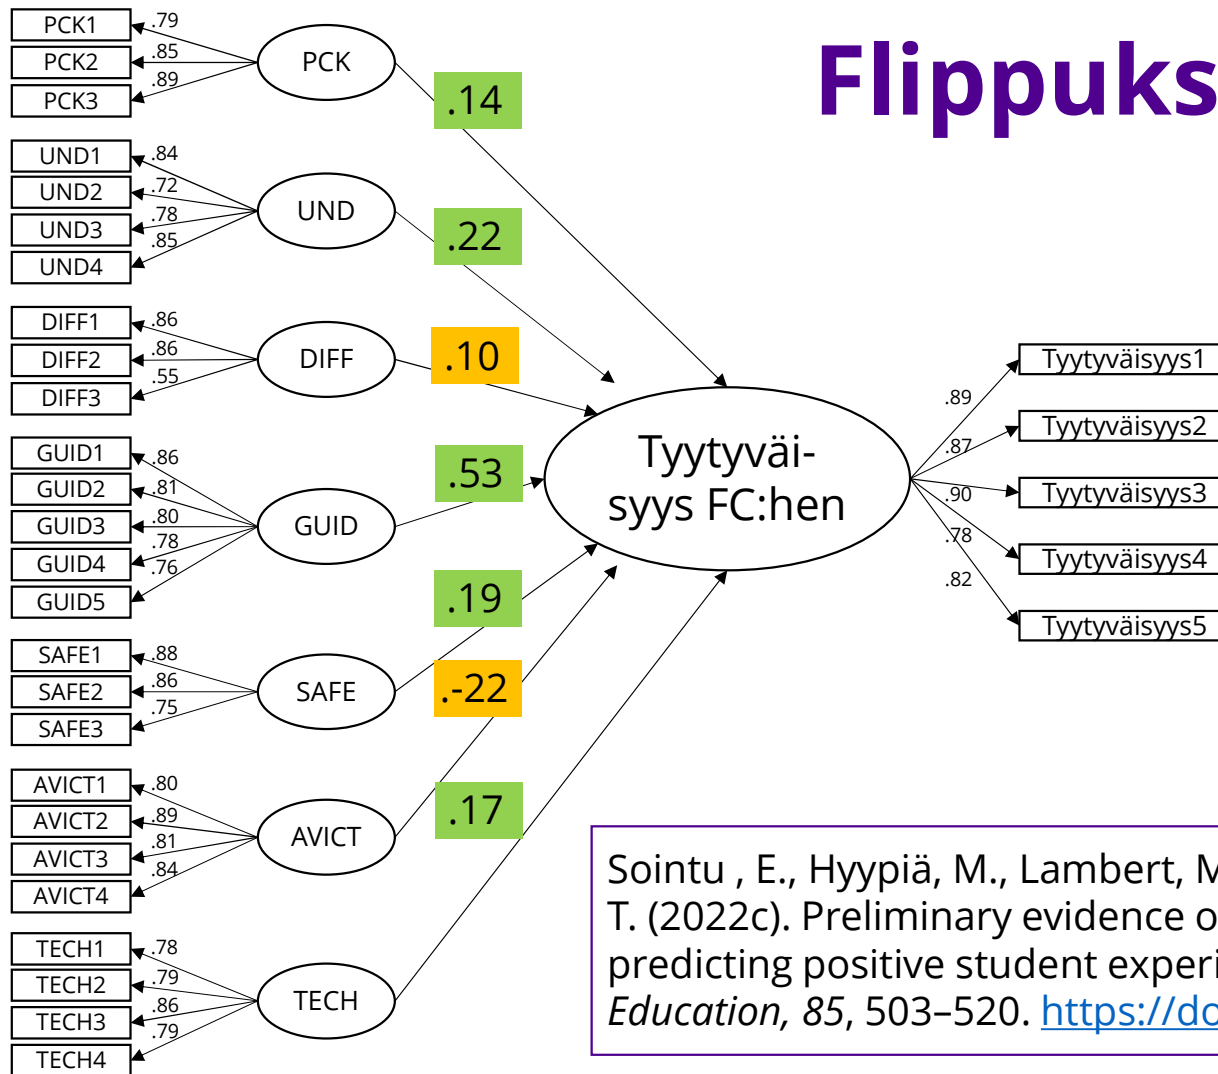 Flippuks
PCK1
.79
PCK2
.85
PCK3
.89
PCK
.14
UND1
.84
UND2
.72
UND3
.78
UND4
.85
UND
.22
DIFF1
.86
DIFF2
.86
DIFF3
.55
DIFF
.10
GUID1
.86
GUID2
.81
GUID3
.80
GUID4
.78
GUID5
.76
GUID
.53
SAFE1
.88
SAFE2
.86
SAFE3
.75
SAFE
.19
AVICT1
.80
AVICT2
.89
AVICT3
.81
AVICT4
.84
AVICT
.-22
TECH1
.78
TECH2
.79
TECH3
.86
TECH4
.79
TECH
.17
Tyytyväi-
syys FC:hen
Tyytyväisyys1
.89
Tyytyväisyys2
.87
Tyytyväisyys3
.90
Tyytyväisyys4
.78
Tyytyväisyys5
.82
Sointu , E., Hyypiä, M., Lambert, M
T. (2022c). Preliminary evidence o
predicting positive student experi
Education, 85, 503–520. https://do